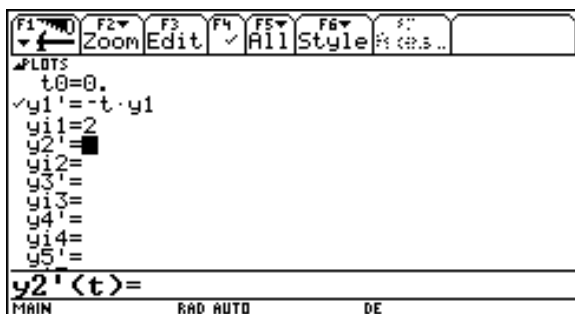 F1 F2 Zoom F3 Edit F4 ✓ F5 All F6 Style
PLOTS
t0=0.
✓y1'=-t·y1
yi1=2
y2'=
yi2=
y3'=
yi3=
y4'=
yi4=
y5'=
y2'(t)=
MAIN RAD AUTO DE